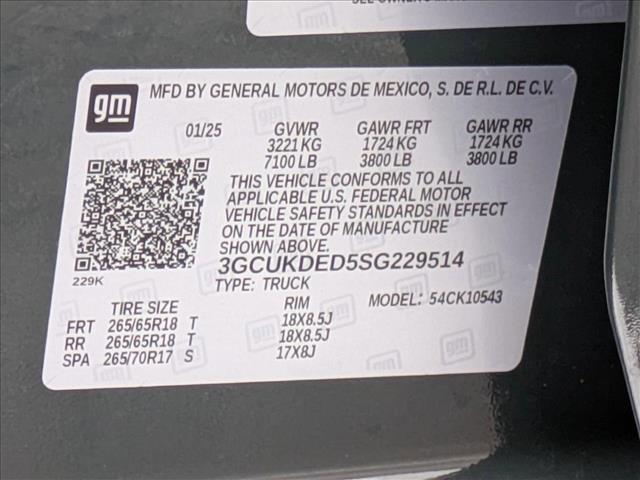 gm
MFD BY GENERAL MOTORS DE MEXICO, S. DE R.L. DE C.V.
01/25 GVWR GAWR FRT GAWR RR
3221 KG 1724 KG 1724 KG
7100 LB 3800 LB 3800 LB
THIS VEHICLE CONFORMS TO ALL
APPLICABLE U.S. FEDERAL MOTOR
VEHICLE SAFETY STANDARDS IN EFFECT
ON THE DATE OF MANUFACTURE
SHOWN ABOVE.
229K
3GCUKDED5SG229514
TYPE: TRUCK MODEL: 54CK10543
TIRE SIZE RIM
FRT 265/65R18 T 18X8.5J
RR 265/65R18 T 18X8.5J
SPA 265/70R17 S 17X8J